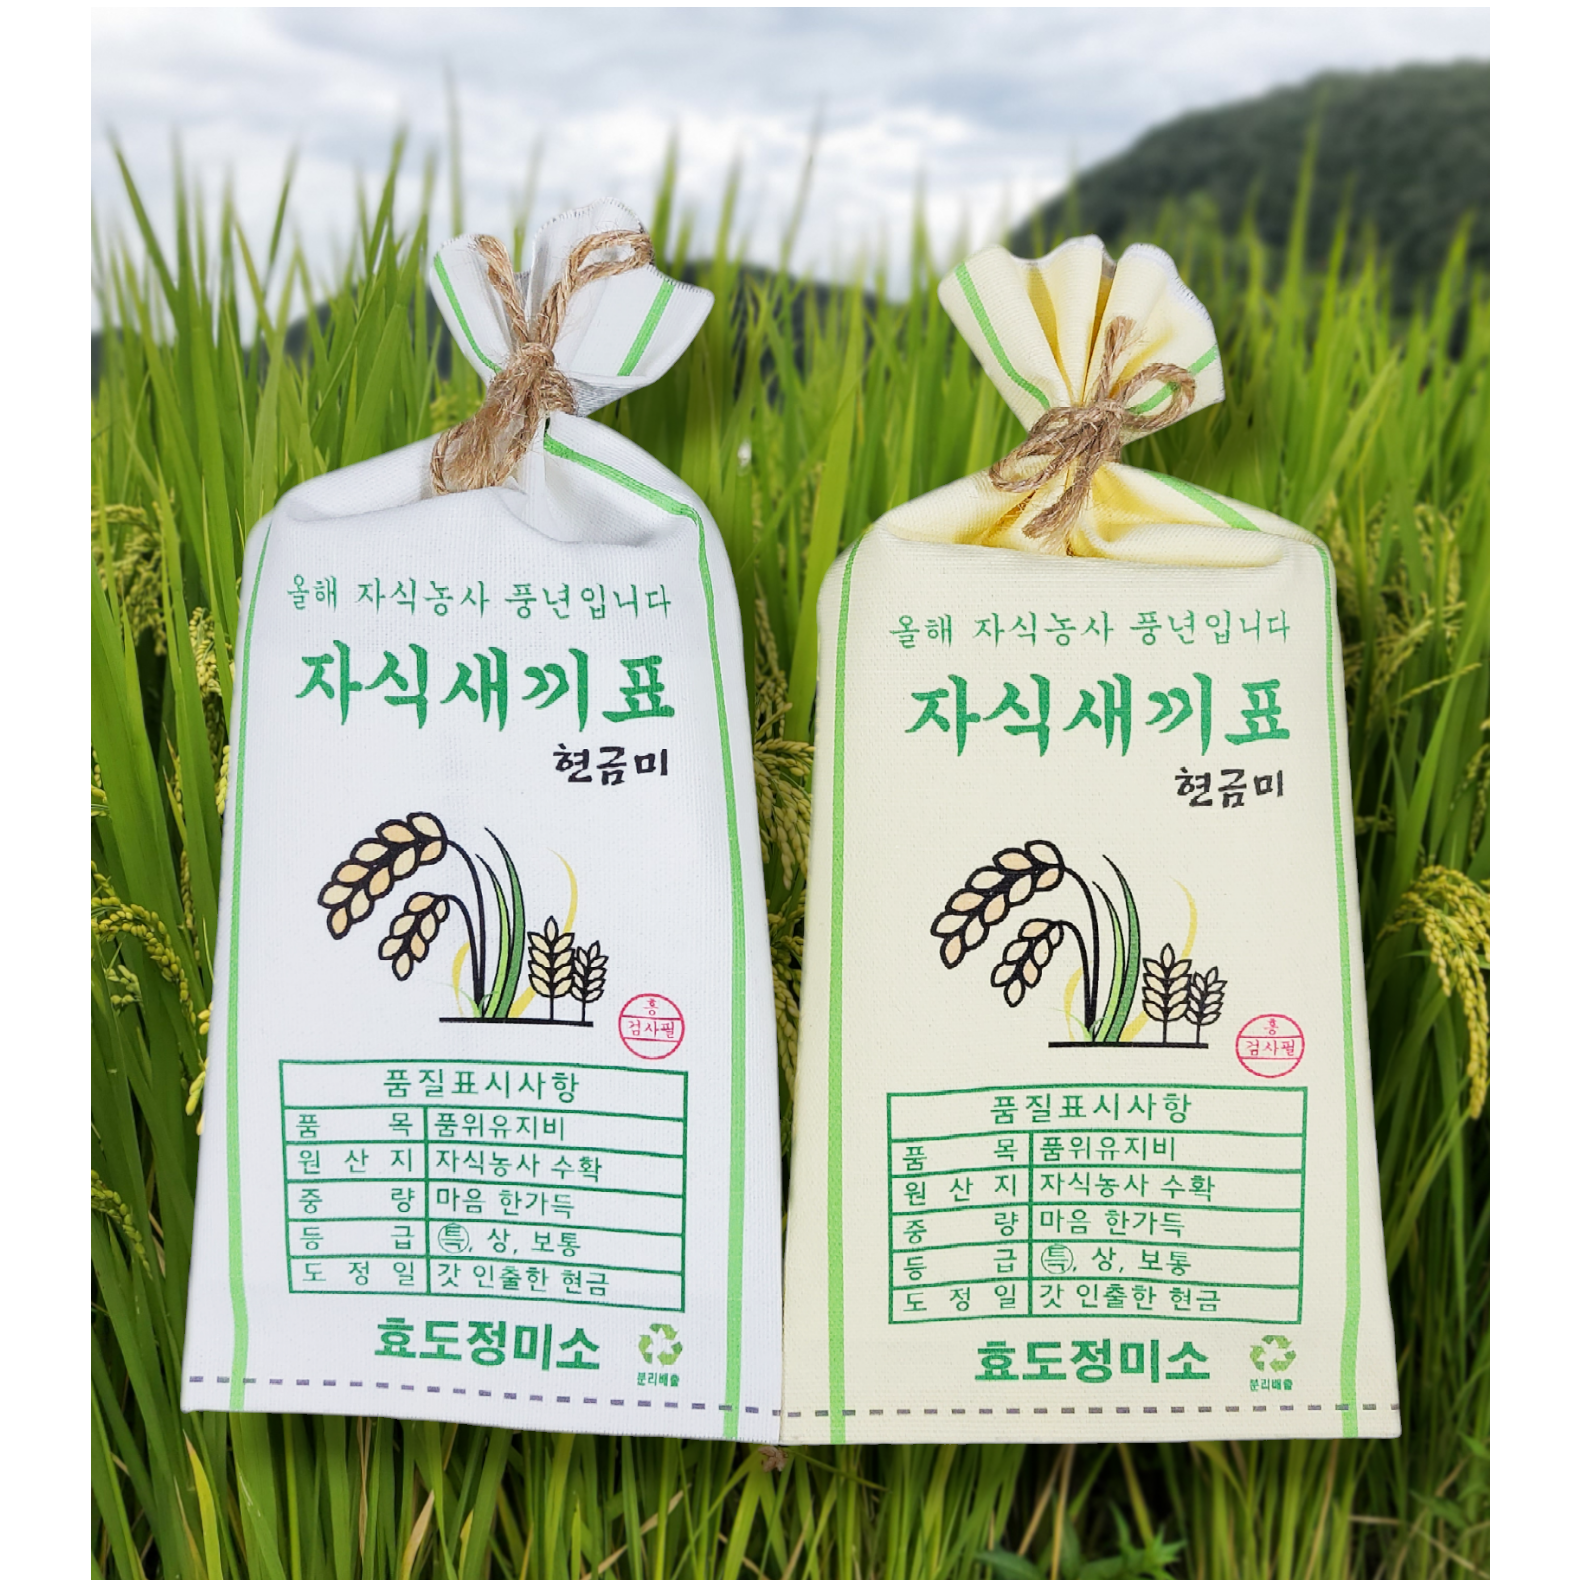 올해 자식농사 풍년입니다
자식새끼표
현금미
흥
검사필
품질표시사항
품 목 품위유지비
원 산 지 자식농사 수확
중 량 마음 한가득
등 급 특, 상, 보통
도 정 일 갓 인출한 현금
효도정미소
분리배출
올해 자식농사 풍년입니다
자식새끼표
현금미
흥
검사필
품질표시사항
품 목 품위유지비
원 산 지 자식농사 수확
중 량 마음 한가득
등 급 특, 상, 보통
도 정 일 갓 인출한 현금
효도정미소
분리배출